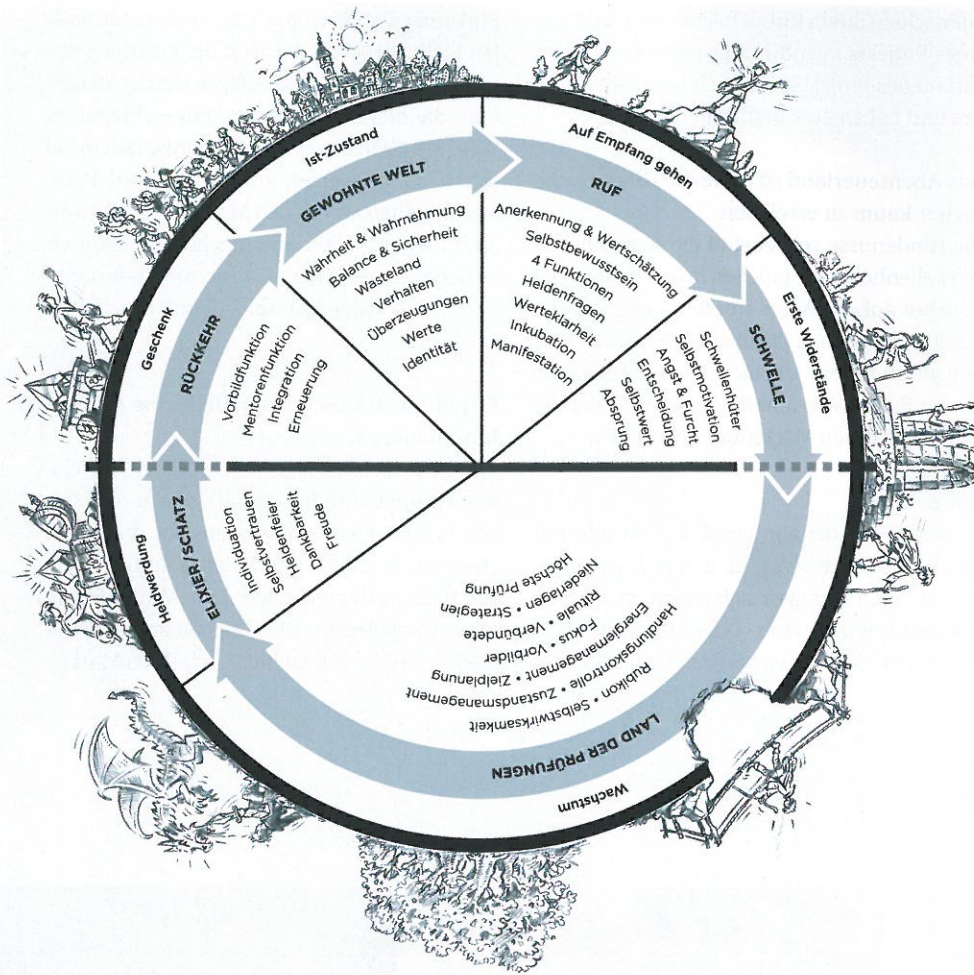 Ist-Zustand
GEWOHNTE WELT
Wahrheit & Wahrnehmung
Balance & Sicherheit
Wasteland
Verhalten
Überzeugungen
Werte
Identität
Auf Empfang gehen
RUF
Anerkennung & Wertschätzung
Selbstbewusstsein
4 Funktionen
Heldenfragen
Werteklarheit
Inkubation
Manifestation
Erste Widerstände
SCHWELLE
Schwellenhüter
Selbstmotivation
Angst & Furcht
Entscheidung
Selbstwert
Absprung
Wachstum
LAND DER PRÜFUNGEN
Rubikon • Selbstwirksamkeit
Handlungskontrolle • Zustandsmanagement
Energiemanagement • Zielplanung
Fokus • Vorbilder
Rituale • Verbündete
Niederlagen • Strategien
Höchste Prüfung
Heldwerdung
ELIXIER/SCHATZ
Individuation
Selbstvertrauen
Heldenfeier
Dankbarkeit
Freude
Geschenk
RÜCKKEHR
Vorbildfunktion
Mentorenfunktion
Integration
Erneuerung